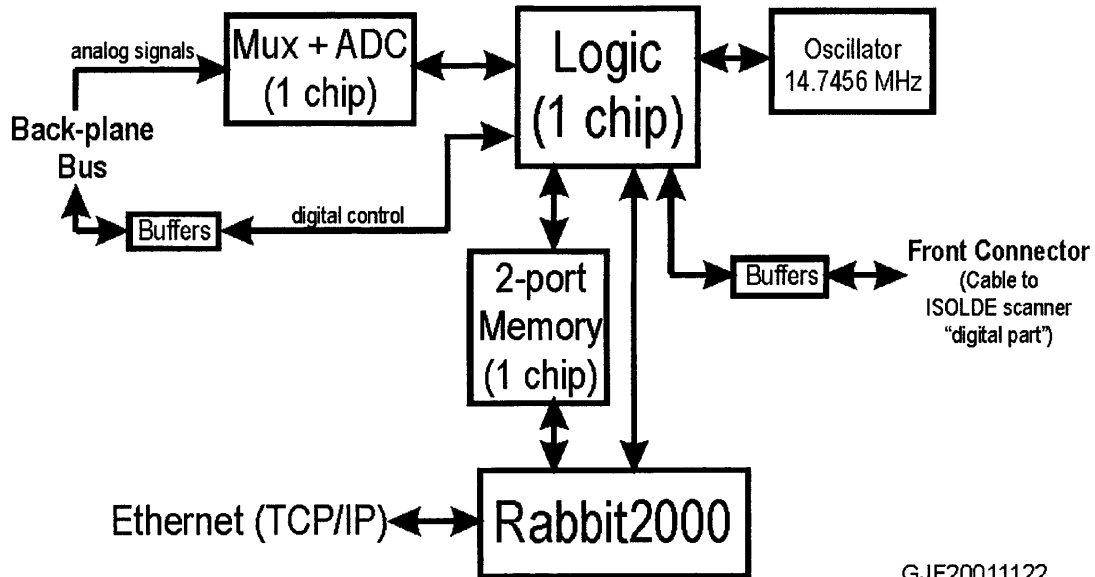 analog signals
Mux + ADC
(1 chip)
Logic
(1 chip)
Oscillator
14.7456 MHz
Back-plane
Bus
Buffers
digital control
2-port
Memory
(1 chip)
Buffers
Front Connector
(Cable to
ISOLDE scanner
"digital part")
Ethernet (TCP/IP)
Rabbit2000
GJF20011122